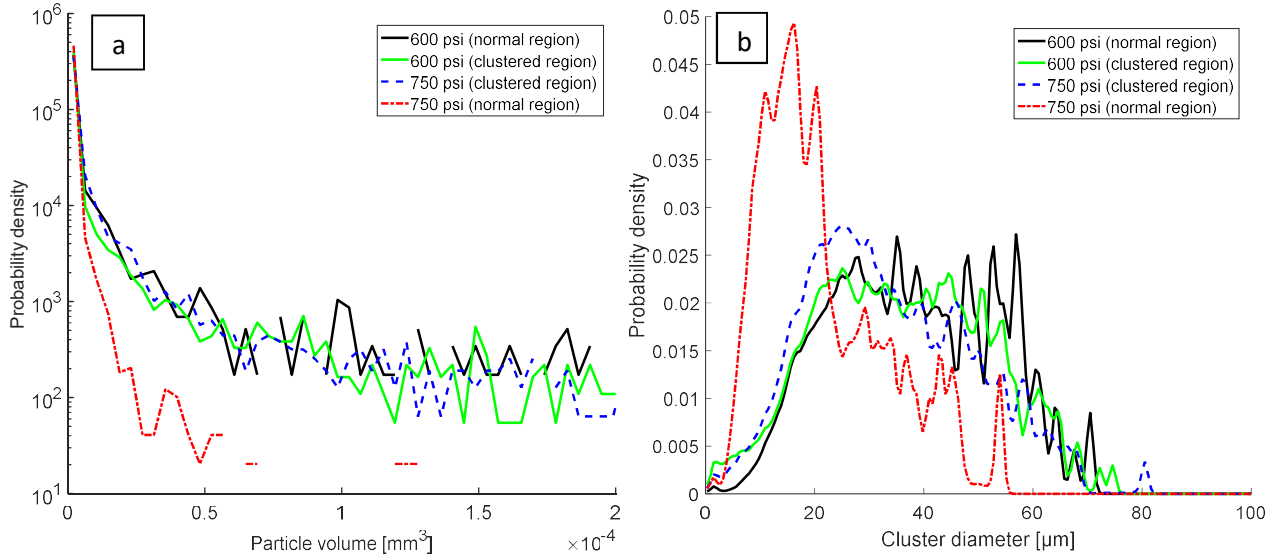 a
10^6
10^5
10^4
10^3
10^2
10^1
Probability density
0
0.5
1
1.5
2
Particle volume [mm^3]
×10^-4
600 psi (normal region)
600 psi (clustered region)
750 psi (clustered region)
750 psi (normal region)
b
0.05
0.045
0.04
0.035
0.03
0.025
0.02
0.015
0.01
0.005
0
Probability density
0
20
40
60
80
100
Cluster diameter [µm]
600 psi (normal region)
600 psi (clustered region)
750 psi (clustered region)
750 psi (normal region)